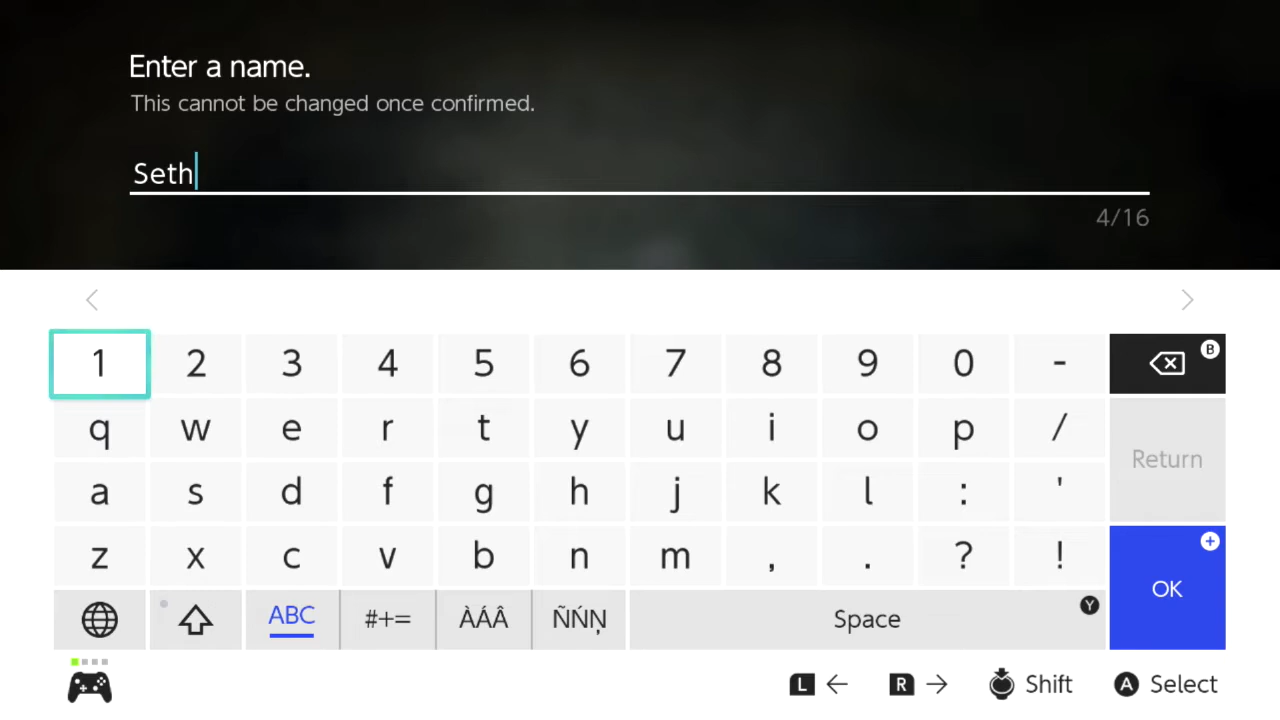 Enter a name.
This cannot be changed once confirmed.
Seth
4/16
1 2 3 4 5 6 7 8 9 0 - B
q w e r t y u i o p / Return
a s d f g h j k l : '
z x c v b n m , . ? ! + OK
ABC #+= ÀÁÂ ÑŃŅ Space Y
L ← R → Shift A Select